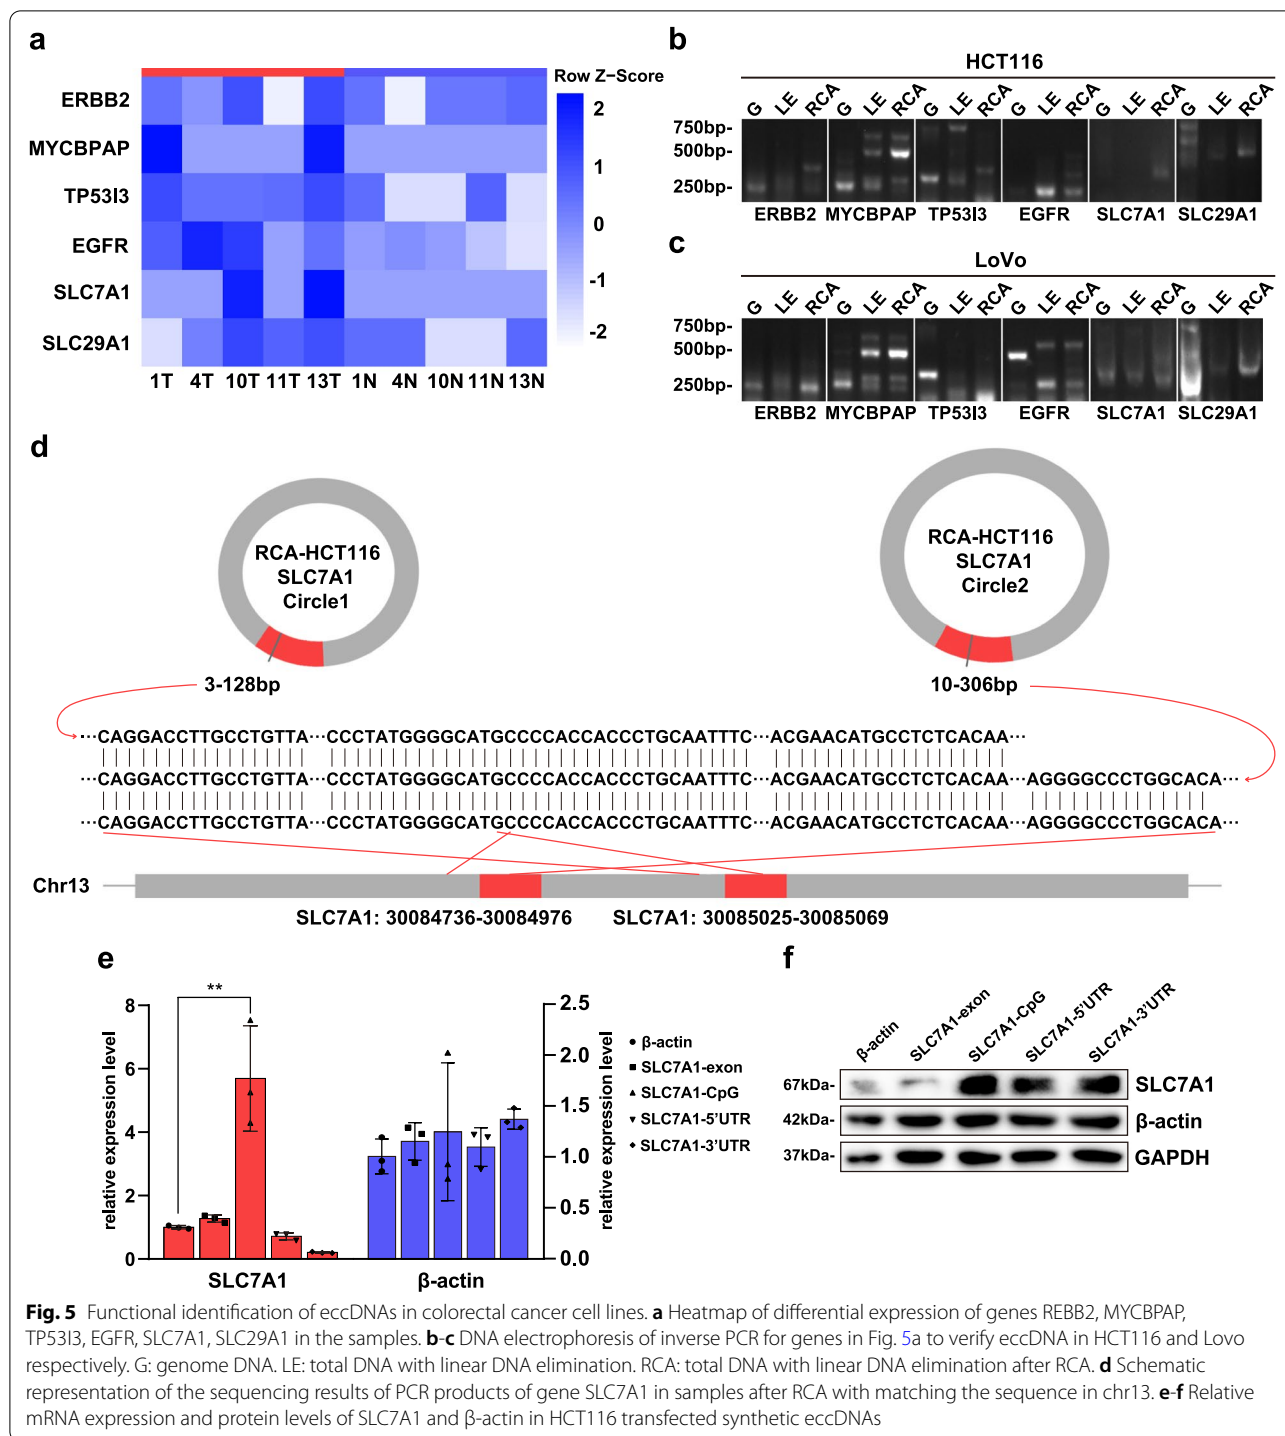 a
Row Z-Score
ERBB2
MYCBPAP
TP53I3
EGFR
SLC7A1
SLC29A1
2
1
0
-1
-2
1T 4T 10T 11T 13T 1N 4N 10N 11N 13N
b
HCT116
G LE RCA G LE RCA G LE RCA G LE RCA G LE RCA G LE RCA
750bp-
500bp-
250bp-
ERBB2 MYCBPAP TP53I3 EGFR SLC7A1 SLC29A1
c
LoVo
G LE RCA G LE RCA G LE RCA G LE RCA G LE RCA G LE RCA
750bp-
500bp-
250bp-
ERBB2 MYCBPAP TP53I3 EGFR SLC7A1 SLC29A1
d
RCA-HCT116
SLC7A1
Circle1
3-128bp
RCA-HCT116
SLC7A1
Circle2
10-306bp
···CAGGACCTTGCCTGTTA···CCCTATGGGGCATGCCCCACCACCCTGCAATTTC···ACGAACATGCCTCTCACAA···
···CAGGACCTTGCCTGTTA···CCCTATGGGGCATGCCCCACCACCCTGCAATTTC···ACGAACATGCCTCTCACAA···AGGGGCCCTGGCACA···
···CAGGACCTTGCCTGTTA···CCCTATGGGGCATGCCCCACCACCCTGCAATTTC···ACGAACATGCCTCTCACAA···AGGGGCCCTGGCACA···
Chr13
SLC7A1: 30084736-30084976 SLC7A1: 30085025-30085069
e
relative expression level
8
6
4
2
0
**
SLC7A1
β-actin
2.5
2.0
1.5
1.0
0.5
0.0
relative expression level
β-actin
SLC7A1-exon
SLC7A1-CpG
SLC7A1-5'UTR
SLC7A1-3'UTR
f
β-actin SLC7A1-exon SLC7A1-CpG SLC7A1-5'UTR SLC7A1-3'UTR
67kDa- SLC7A1
42kDa- β-actin
37kDa- GAPDH
Fig. 5 Functional identification of eccDNAs in colorectal cancer cell lines. a Heatmap of differential expression of genes REBB2, MYCBPAP,
TP53I3, EGFR, SLC7A1, SLC29A1 in the samples. b-c DNA electrophoresis of inverse PCR for genes in Fig. 5a to verify eccDNA in HCT116 and Lovo
respectively. G: genome DNA. LE: total DNA with linear DNA elimination. RCA: total DNA with linear DNA elimination after RCA. d Schematic
representation of the sequencing results of PCR products of gene SLC7A1 in samples after RCA with matching the sequence in chr13. e-f Relative
mRNA expression and protein levels of SLC7A1 and β-actin in HCT116 transfected synthetic eccDNAs